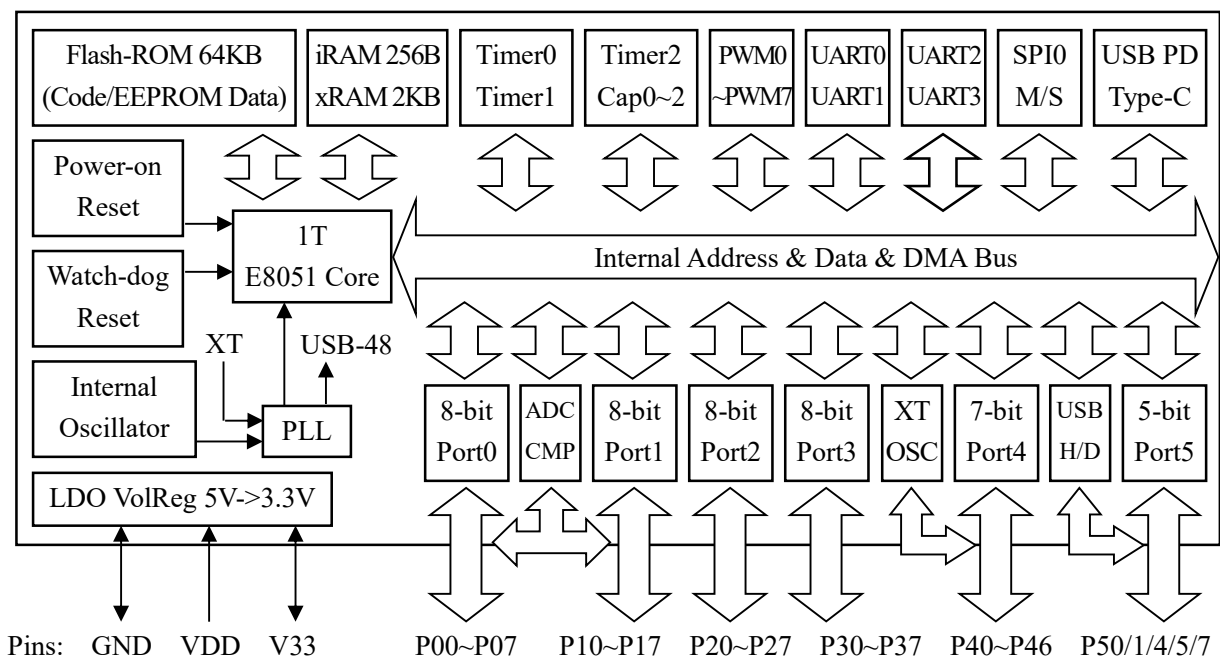 Flash-ROM 64KB
(Code/EEPROM Data)
iRAM 256B
xRAM 2KB
Timer0
Timer1
Timer2
Cap0~2
PWM0
~PWM7
UART0
UART1
UART2
UART3
SPI0
M/S
USB PD
Type-C
Power-on
Reset
1T
E8051 Core
Internal Address & Data & DMA Bus
Watch-dog
Reset
XT
USB-48
Internal
Oscillator
PLL
8-bit
Port0
ADC
CMP
8-bit
Port1
8-bit
Port2
8-bit
Port3
XT
OSC
7-bit
Port4
USB
H/D
5-bit
Port5
LDO VolReg 5V->3.3V
Pins: GND VDD V33 P00~P07 P10~P17 P20~P27 P30~P37 P40~P46 P50/1/4/5/7